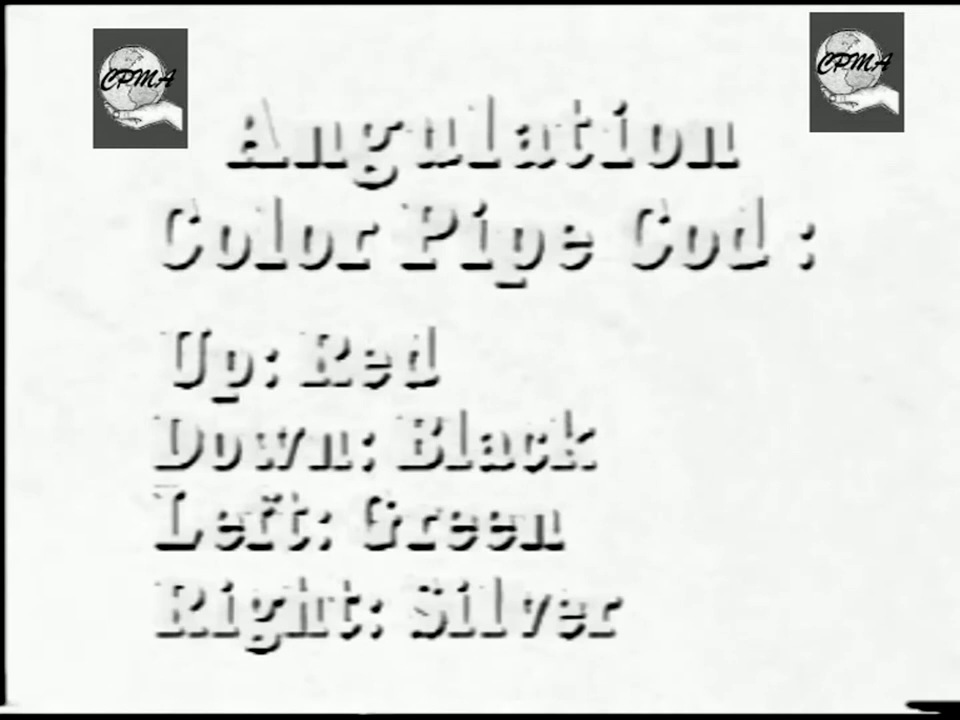 CPMA
CPMA
Angulation
Color Pipe Cod :
Up: Red
Down: Black
Left: Green
Right: Silver